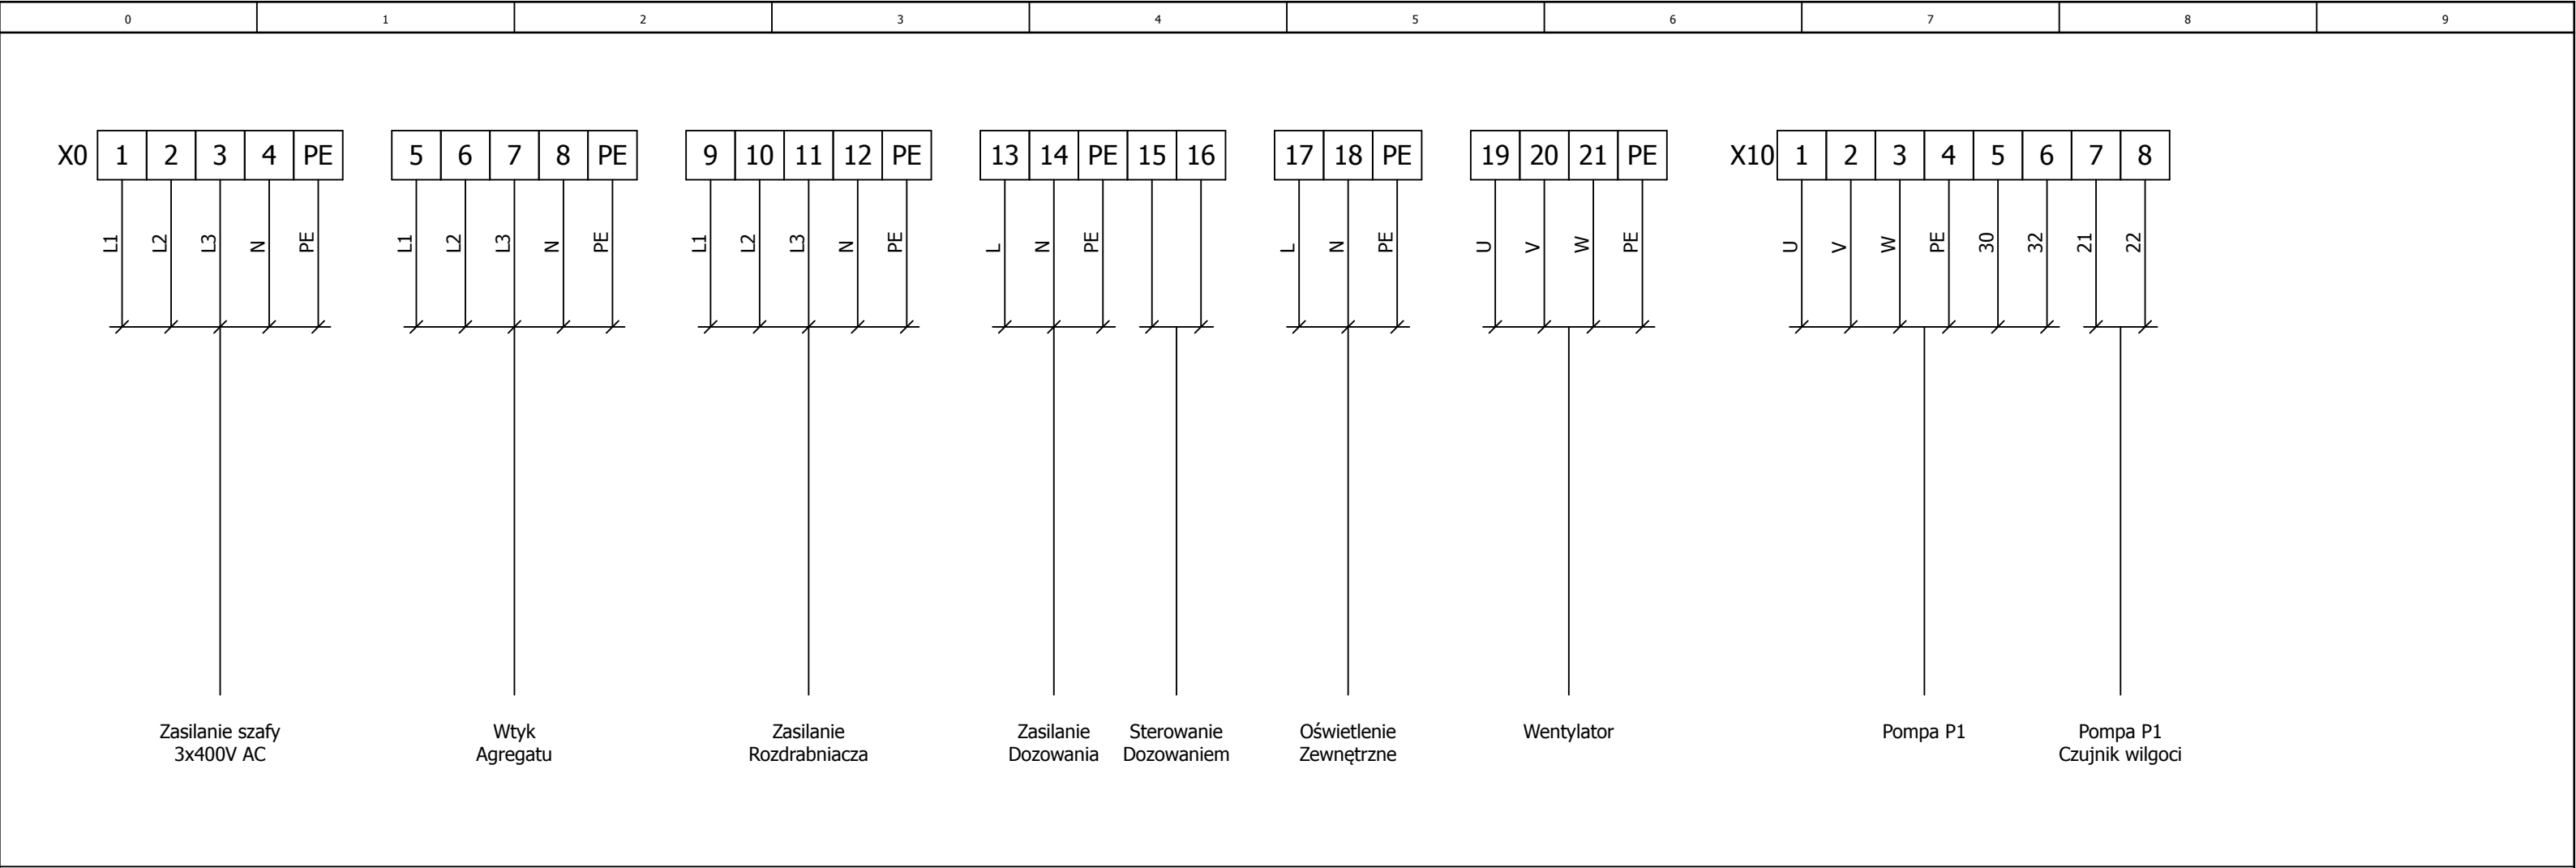 0 1 2 3 4 5 6 7 8 9
X0 1 2 3 4 PE 5 6 7 8 PE 9 10 11 12 PE 13 14 PE 15 16 17 18 PE 19 20 21 PE X10 1 2 3 4 5 6 7 8
L1 L2 L3 N PE L1 L2 L3 N PE L1 L2 L3 N PE L N PE L N PE U V W PE U V W PE 30 32 21 22
Zasilanie szafy
3x400V AC
Wtyk
Agregatu
Zasilanie
Rozdrabniacza
Zasilanie
Dozowania
Sterowanie
Dozowaniem
Oświetlenie
Zewnętrzne
Wentylator
Pompa P1
Pompa P1
Czujnik wilgoci